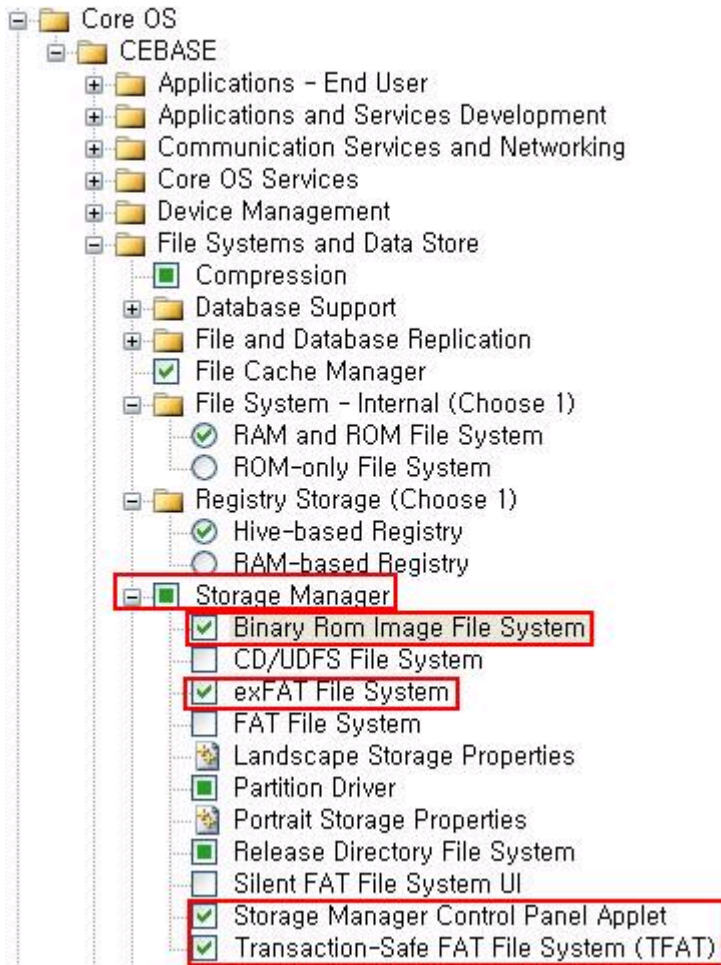 Core OS
CEBASE
Applications - End User
Applications and Services Development
Communication Services and Networking
Core OS Services
Device Management
File Systems and Data Store
Compression
Database Support
File and Database Replication
File Cache Manager
File System - Internal (Choose 1)
RAM and ROM File System
ROM-only File System
Registry Storage (Choose 1)
Hive-based Registry
RAM-based Registry
Storage Manager
Binary Rom Image File System
CD/UDFS File System
exFAT File System
FAT File System
Landscape Storage Properties
Partition Driver
Portrait Storage Properties
Release Directory File System
Silent FAT File System UI
Storage Manager Control Panel Applet
Transaction-Safe FAT File System (TFAT)